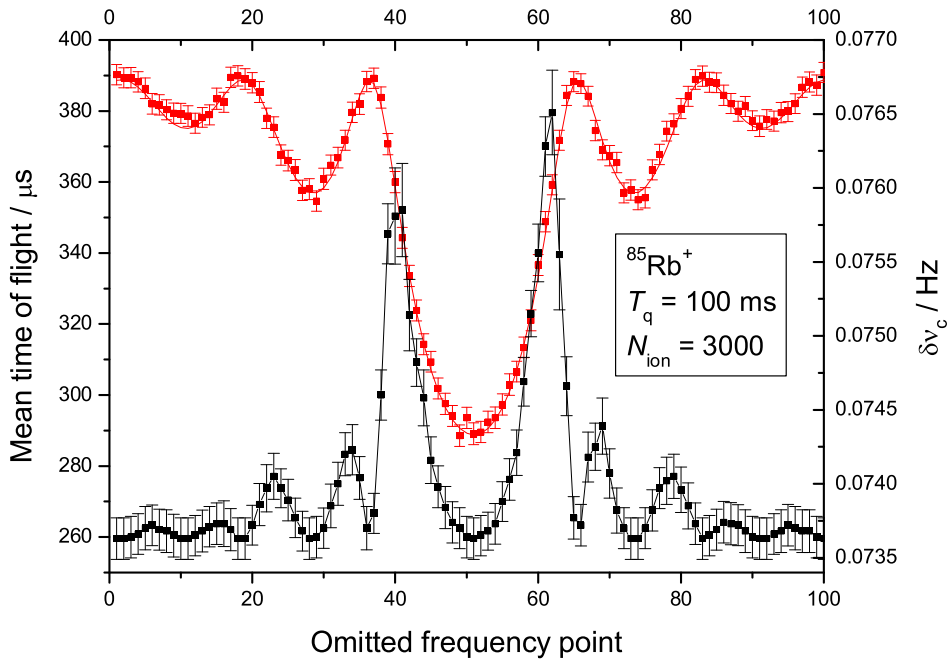 0 20 40 60 80 100
400
380
360
340
320
300
280
260
Mean time of flight / μs
0.0770
0.0765
0.0760
0.0755
0.0750
0.0745
0.0740
0.0735
δν_c / Hz
⁸⁵Rb⁺
T_q = 100 ms
N_ion = 3000
0 20 40 60 80 100
Omitted frequency point